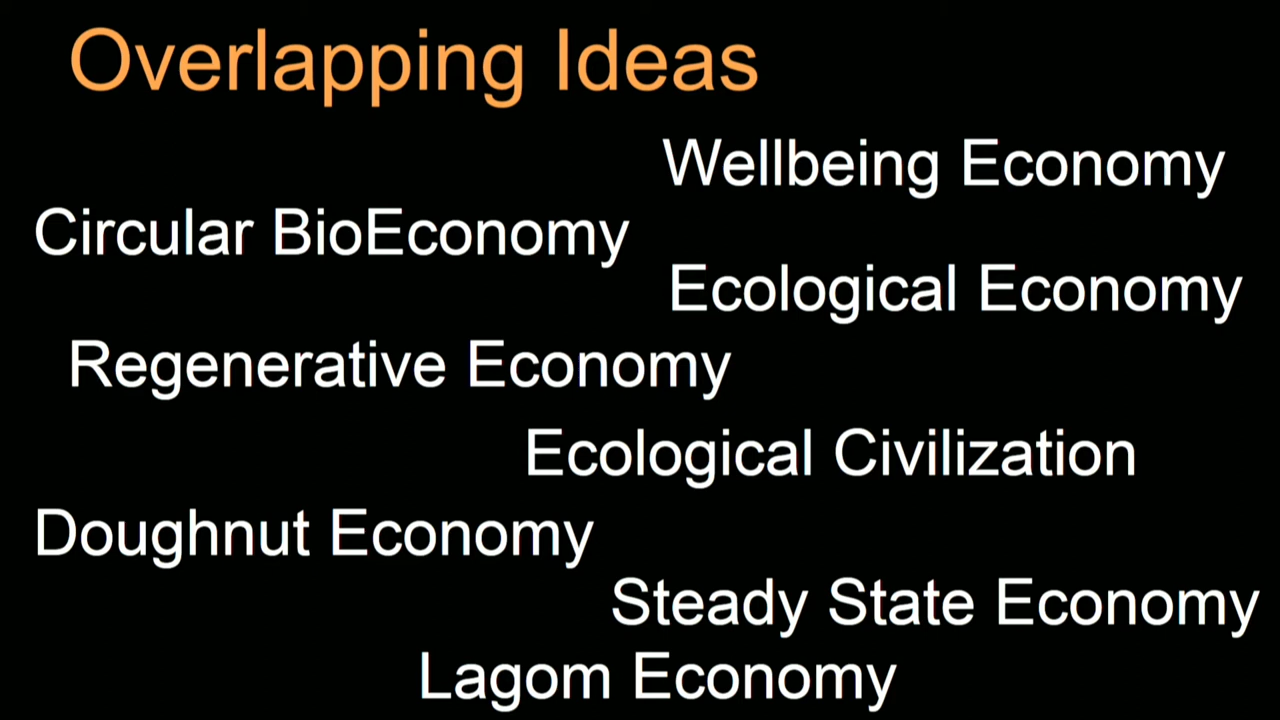 Overlapping Ideas
Wellbeing Economy
Circular BioEconomy
Ecological Economy
Regenerative Economy
Ecological Civilization
Doughnut Economy
Steady State Economy
Lagom Economy